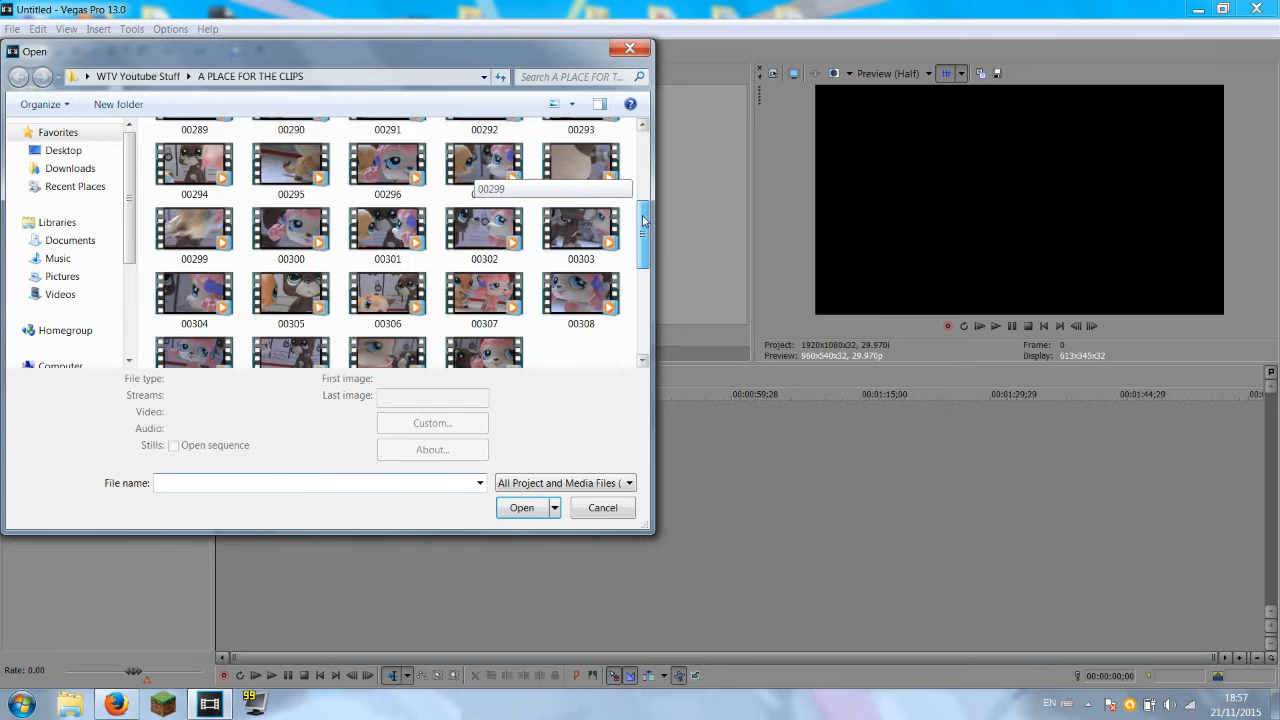 Untitled - Vegas Pro 13.0
File Edit View Insert Tools Options Help
Open
WTV Youtube Stuff A PLACE FOR THE CLIPS Search A PLACE FOR T...
Organize New folder
Preview (Half)
Favorites
Desktop
Downloads
Recent Places
Libraries
Documents
Music
Pictures
Videos
Homegroup
Computer
00289 00290 00291 00292 00293
00294 00295 00296
00299
00299 00300 00301 00302 00303
00304 00305 00306 00307 00308
File type: First image:
Streams: Last image:
Video:
Custom...
Audio:
Stills: Open sequence
About...
File name: All Project and Media Files (
Open Cancel
Project: 1920x1080x32, 29.970i Frame: 0
Preview: 960x540x32, 29.970p Display: 613x345x32
00:00:59;28 00:01:15;00 00:01:29;29 00:01:44;29
Rate: 0.00
00:00:00;00
99
EN
18:57
21/11/2015